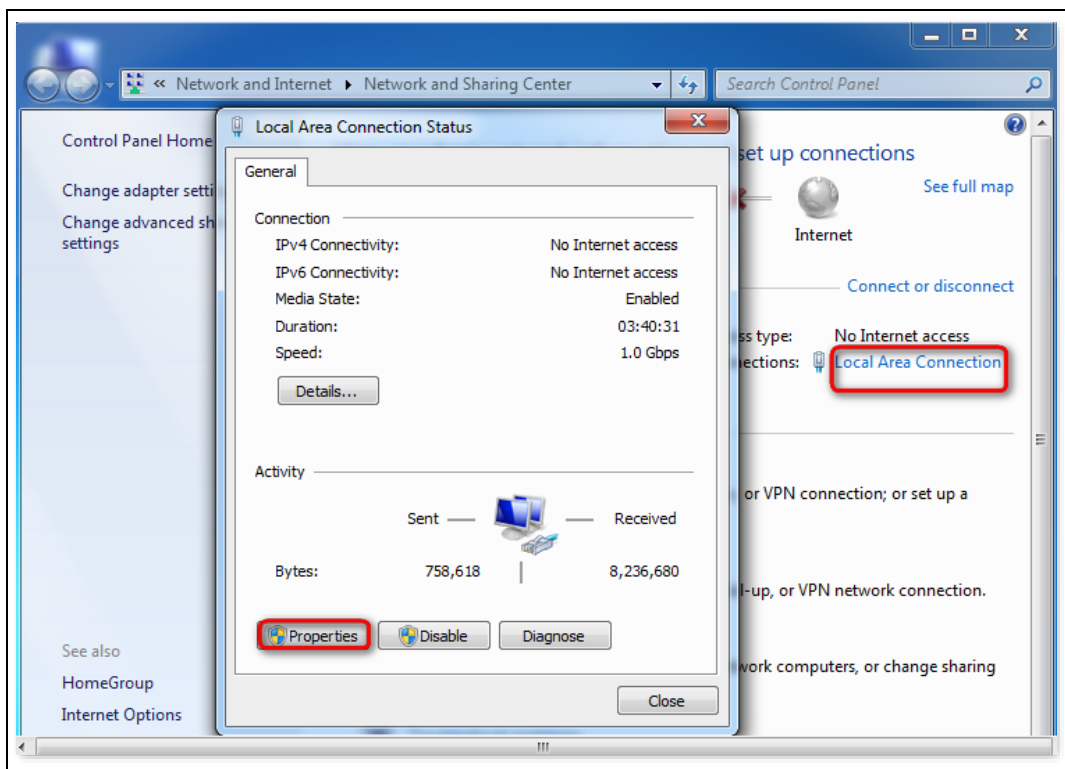 « Network and Internet ▸ Network and Sharing Center
Search Control Panel
Control Panel Home
Change adapter setti
Change advanced sh
settings
See also
HomeGroup
Internet Options
Local Area Connection Status
General
Connection
IPv4 Connectivity: No Internet access
IPv6 Connectivity: No Internet access
Media State: Enabled
Duration: 03:40:31
Speed: 1.0 Gbps
Details...
Activity
Sent — — Received
Bytes: 758,618 8,236,680
Properties Disable Diagnose
Close
set up connections
See full map
Internet
Connect or disconnect
ss type: No Internet access
ections: Local Area Connection
or VPN connection; or set up a
l-up, or VPN network connection.
work computers, or change sharing